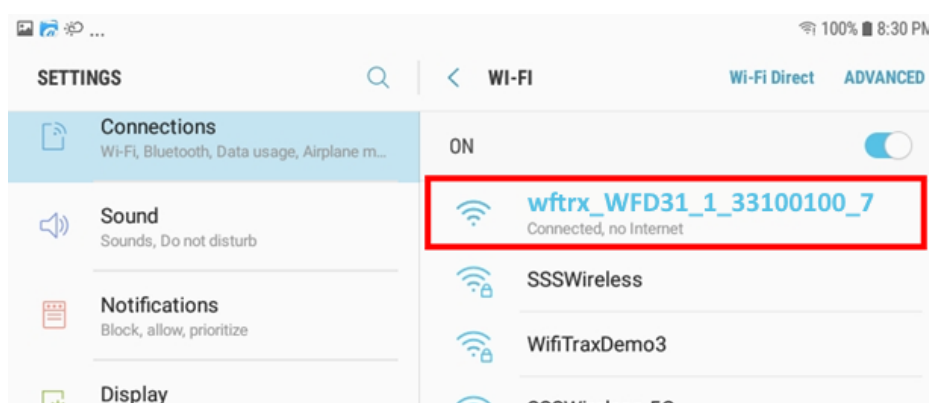 ... 100% 8:30 PM
SETTINGS
WI-FI Wi-Fi Direct ADVANCED
Connections
Wi-Fi, Bluetooth, Data usage, Airplane m...
Sound
Sounds, Do not disturb
Notifications
Block, allow, prioritize
Display
ON
wftrx_WFD31_1_33100100_7
Connected, no Internet
SSSWireless
WifiTraxDemo3